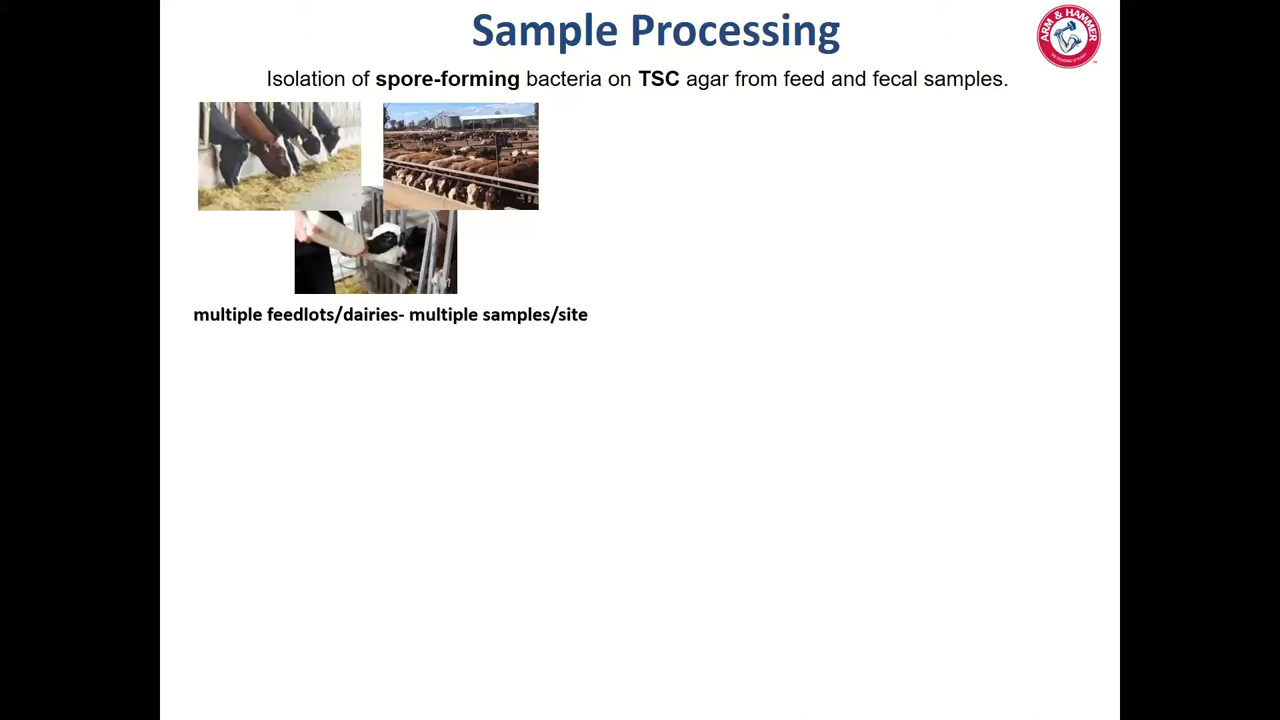 Sample Processing
ARM & HAMMER
Isolation of spore-forming bacteria on TSC agar from feed and fecal samples.
multiple feedlots/dairies- multiple samples/site